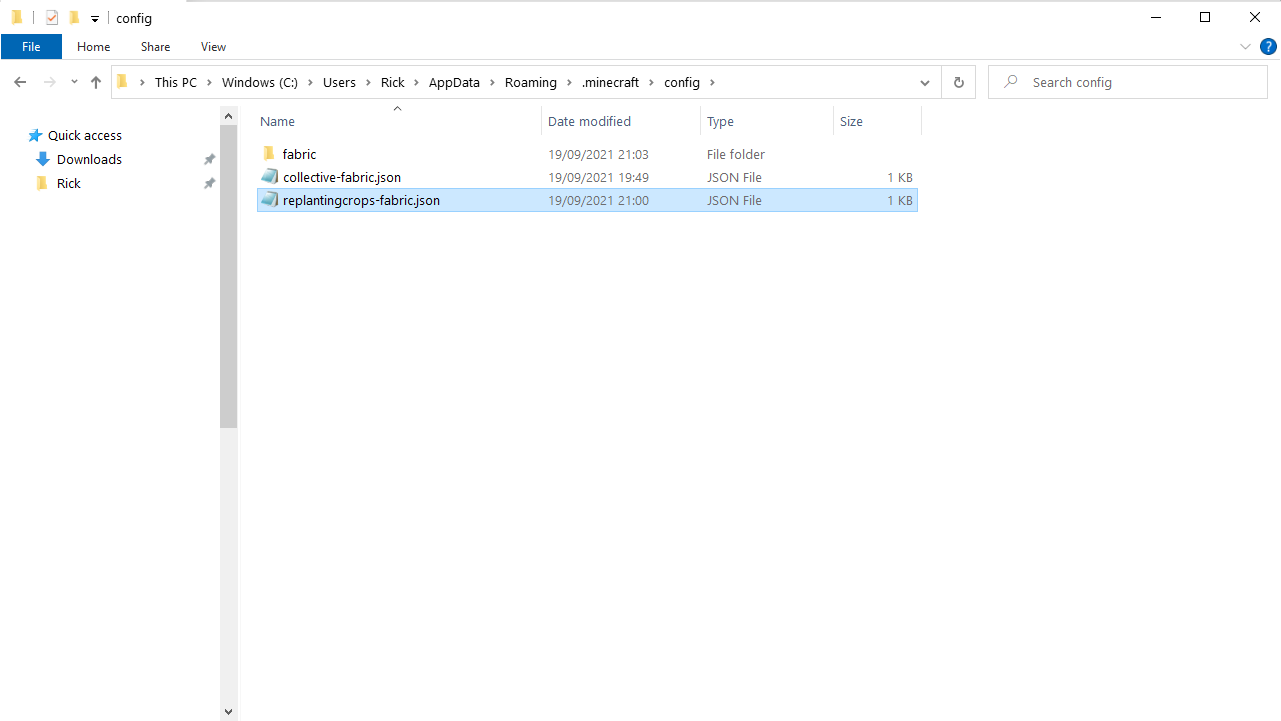 config
File Home Share View
This PC Windows (C:) Users Rick AppData Roaming .minecraft config Search config
Quick access
Downloads
Rick
Name Date modified Type Size
fabric 19/09/2021 21:03 File folder
collective-fabric.json 19/09/2021 19:49 JSON File 1 KB
replantingcrops-fabric.json 19/09/2021 21:00 JSON File 1 KB